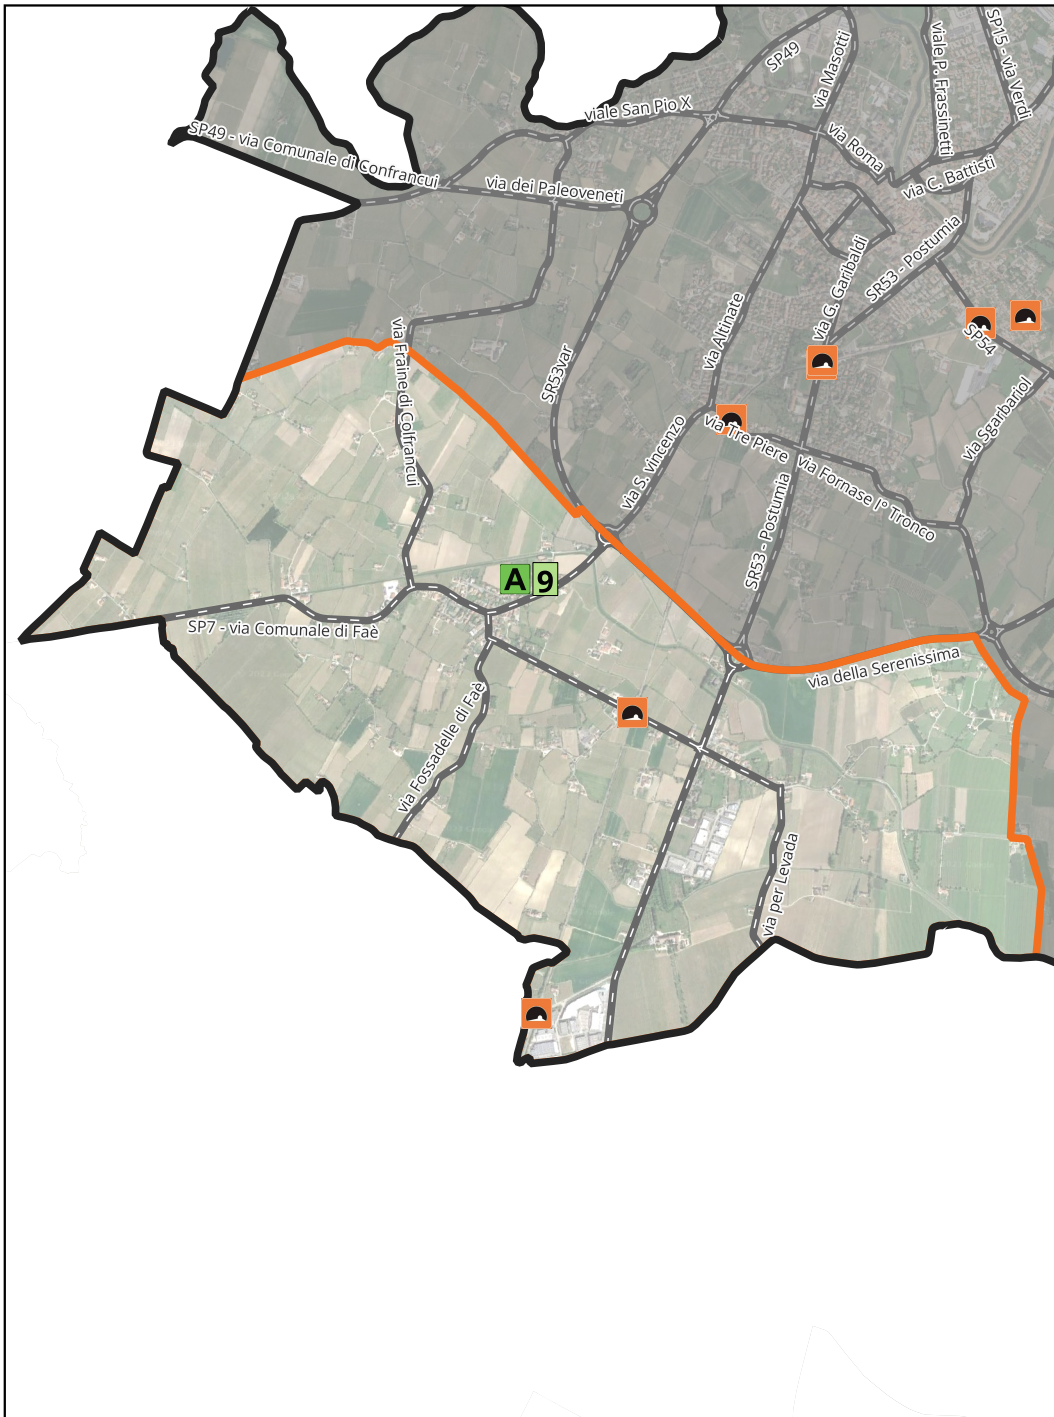 SP49
via Masotti
viale P. Frassinetti
SP15 - via Verdi
viale San Pio X
SP49 - via Comunale di Confrancui
via Roma
via C. Battisti
via dei Paleoveneti
SR53 - Postumia
via G. Garibaldi
via Altinate
SP54
via Fraine di Colfrancui
SR53var
via Sgarbariol
via S. Vincenzo
via Tre Piere
via Fornase I° Tronco
SR53 - Postumia
A 9
SP7 - via Comunale di Faè
via della Serenissima
via Fossadelle di Faè
via per Levada